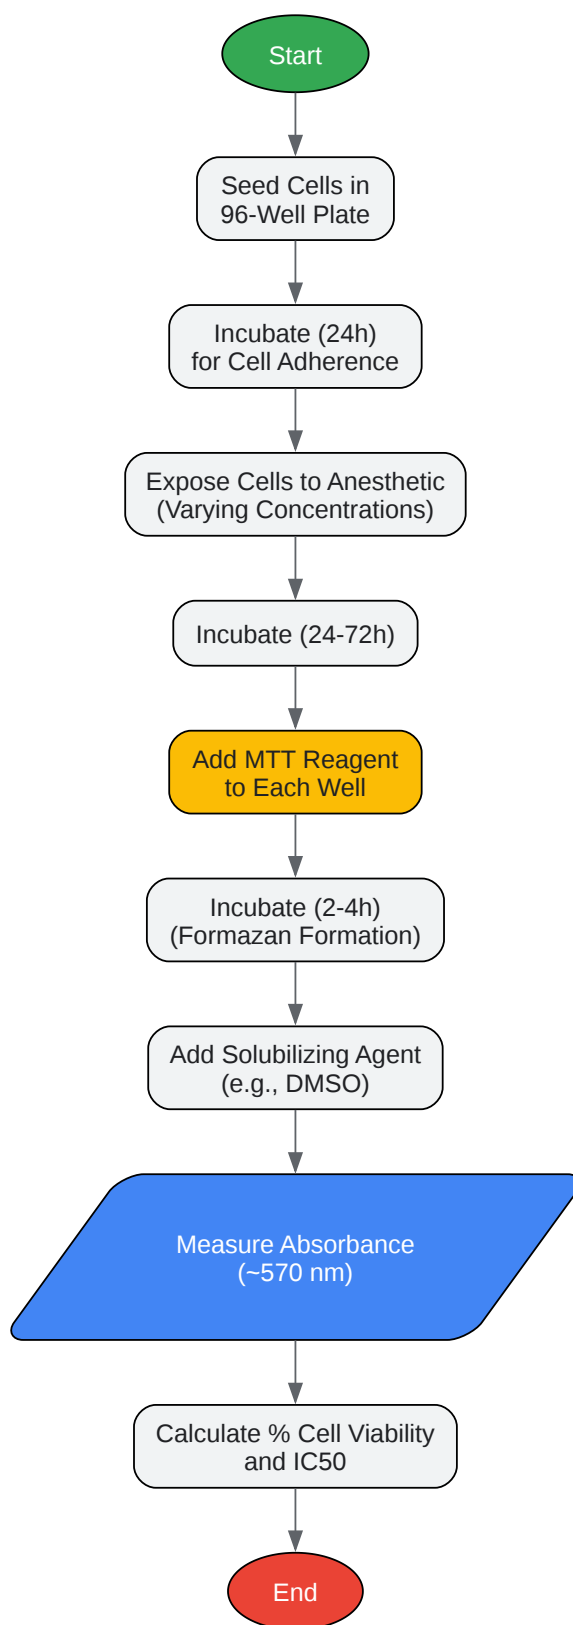 Start
Seed Cells in
96-Well Plate
Incubate (24h)
for Cell Adherence
Expose Cells to Anesthetic
(Varying Concentrations)
Incubate (24-72h)
Add MTT Reagent
to Each Well
Incubate (2-4h)
(Formazan Formation)
Add Solubilizing Agent
(e.g., DMSO)
Measure Absorbance
(~570 nm)
Calculate % Cell Viability
and IC50
End